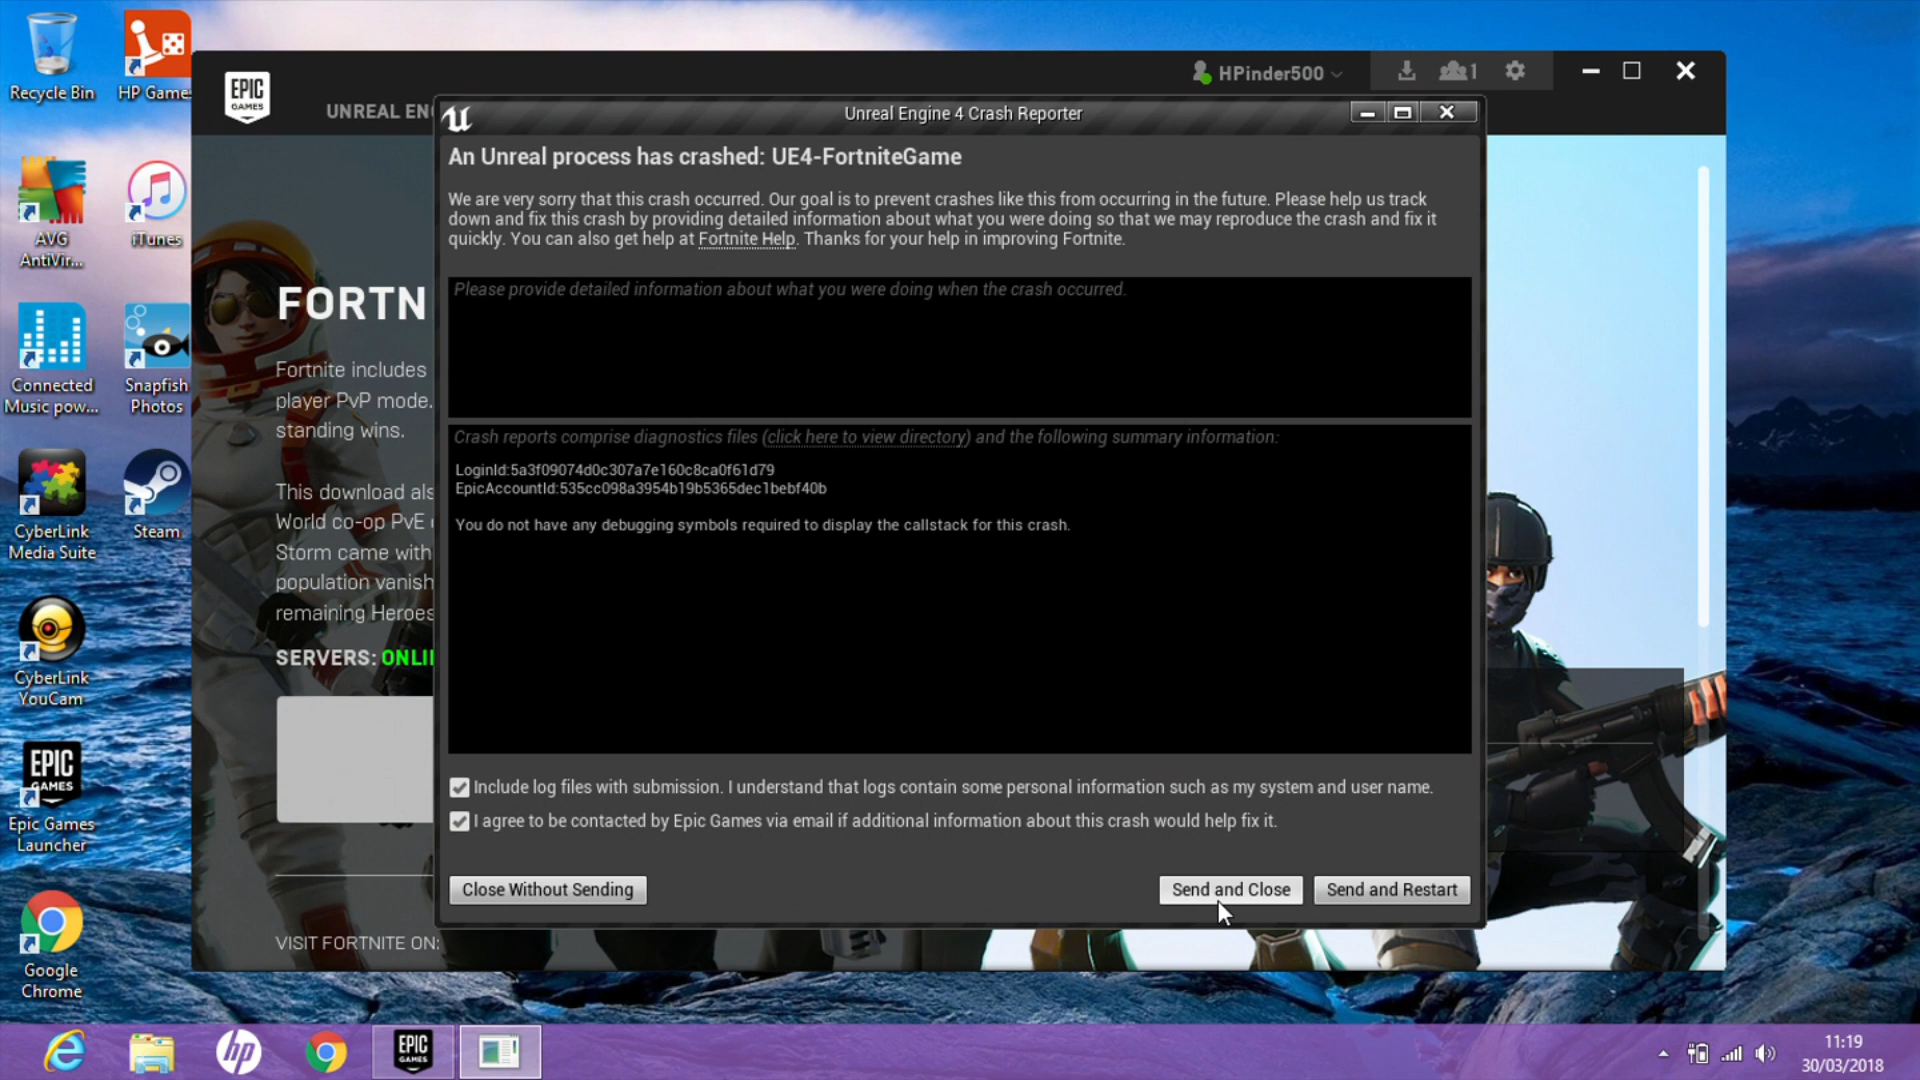 Recycle Bin
HP Game
AVG
AntiVir...
iTunes
Connected
Music pow...
Snapfish
Photos
CyberLink
Media Suite
Steam
CyberLink
YouCam
EPIC
GAMES
Epic Games
Launcher
Google
Chrome
EPIC
GAMES
UNREAL EN
HPinder500
1
FORTN
Fortnite includes
player PvP mode.
standing wins.
This download als
World co-op PvE
Storm came with
population vanish
remaining Heroes
SERVERS: ONLI
VISIT FORTNITE ON:
Unreal Engine 4 Crash Reporter
An Unreal process has crashed: UE4-FortniteGame
We are very sorry that this crash occurred. Our goal is to prevent crashes like this from occurring in the future. Please help us track
down and fix this crash by providing detailed information about what you were doing so that we may reproduce the crash and fix it
quickly. You can also get help at Fortnite Help. Thanks for your help in improving Fortnite.
Please provide detailed information about what you were doing when the crash occurred.
Crash reports comprise diagnostics files (click here to view directory) and the following summary information:
LoginId:5a3f09074d0c307a7e160c8ca0f61d79
EpicAccountId:535cc098a3954b19b5365dec1bebf40b
You do not have any debugging symbols required to display the callstack for this crash.
Include log files with submission. I understand that logs contain some personal information such as my system and user name.
I agree to be contacted by Epic Games via email if additional information about this crash would help fix it.
Close Without Sending
Send and Close
Send and Restart
hp
EPIC
GAMES
11:19
30/03/2018